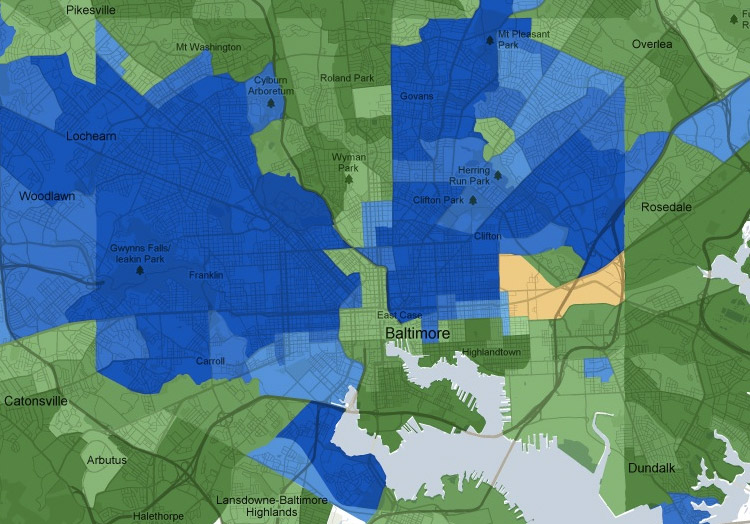 Pikesville
Mt Washington
Mt Pleasant
Park
Overlea
Cylburn
Arboretum
Roland Park
Govans
Lochearn
Wyman
Park
Herring
Run Park
Woodlawn
Clifton Park
Rosedale
Clifton
Gwynns Falls/
leakin Park
Franklin
East Case
Baltimore
Highlandtown
Carroll
Catonsville
Arbutus
Dundalk
Lansdowne-Baltimore
Highlands
Halethorpe